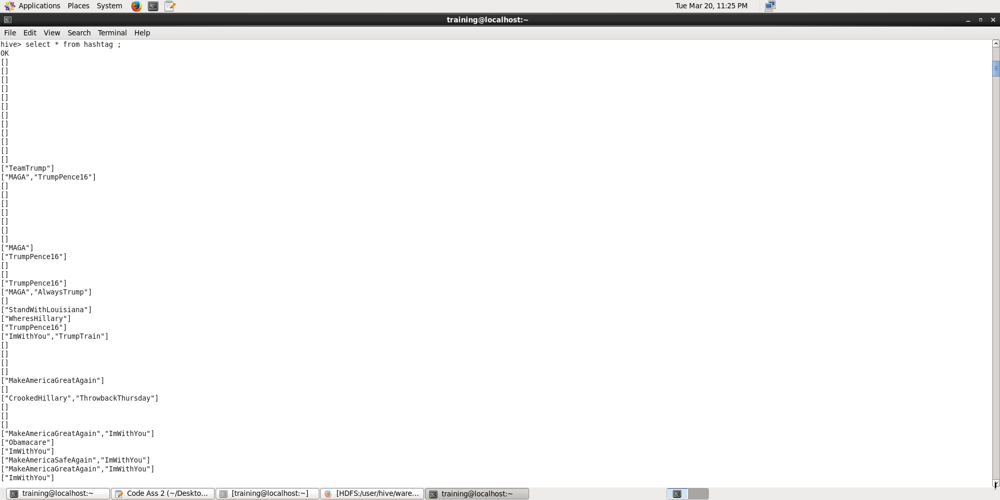 Applications Places System Tue Mar 20, 11:25 PM
training@localhost:~
File Edit View Search Terminal Help
hive> select * from hashtag ;
OK
[]
[]
[]
[]
[]
[]
[]
[]
[]
[]
[]
[]
["TeamTrump"]
["MAGA","TrumpPence16"]
[]
[]
[]
[]
[]
[]
[]
["MAGA"]
["TrumpPence16"]
[]
[]
["TrumpPence16"]
["MAGA","AlwaysTrump"]
[]
["StandWithLouisiana"]
["WheresHillary"]
["TrumpPence16"]
["ImWithYou","TrumpTrain"]
[]
[]
[]
[]
["MakeAmericaGreatAgain"]
[]
["CrookedHillary","ThrowbackThursday"]
[]
[]
[]
["MakeAmericaGreatAgain","ImWithYou"]
["Obamacare"]
["ImWithYou"]
["MakeAmericaSafeAgain","ImWithYou"]
["MakeAmericaGreatAgain","ImWithYou"]
["ImWithYou"]
training@localhost:~ Code Ass 2 (~/Deskto... [training@localhost:~] [HDFS:/user/hive/ware... training@localhost:~